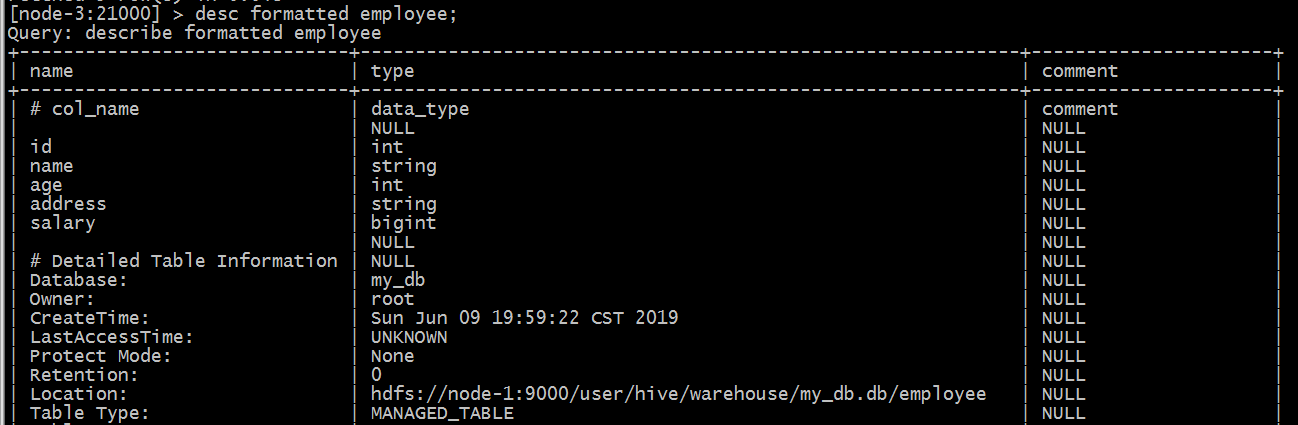 [node-3:21000] > desc formatted employee;
Query: describe formatted employee
+------------------------------+--------------------------------------------------------------+-----------------------+
| name | type | comment |
+------------------------------+--------------------------------------------------------------+-----------------------+
| # col_name | data_type | comment |
| | NULL | NULL |
| id | int | NULL |
| name | string | NULL |
| age | int | NULL |
| address | string | NULL |
| salary | bigint | NULL |
| | NULL | NULL |
| # Detailed Table Information | NULL | NULL |
| Database: | my_db | NULL |
| Owner: | root | NULL |
| CreateTime: | Sun Jun 09 19:59:22 CST 2019 | NULL |
| LastAccessTime: | UNKNOWN | NULL |
| Protect Mode: | None | NULL |
| Retention: | 0 | NULL |
| Location: | hdfs://node-1:9000/user/hive/warehouse/my_db.db/employee | NULL |
| Table Type: | MANAGED_TABLE | NULL |